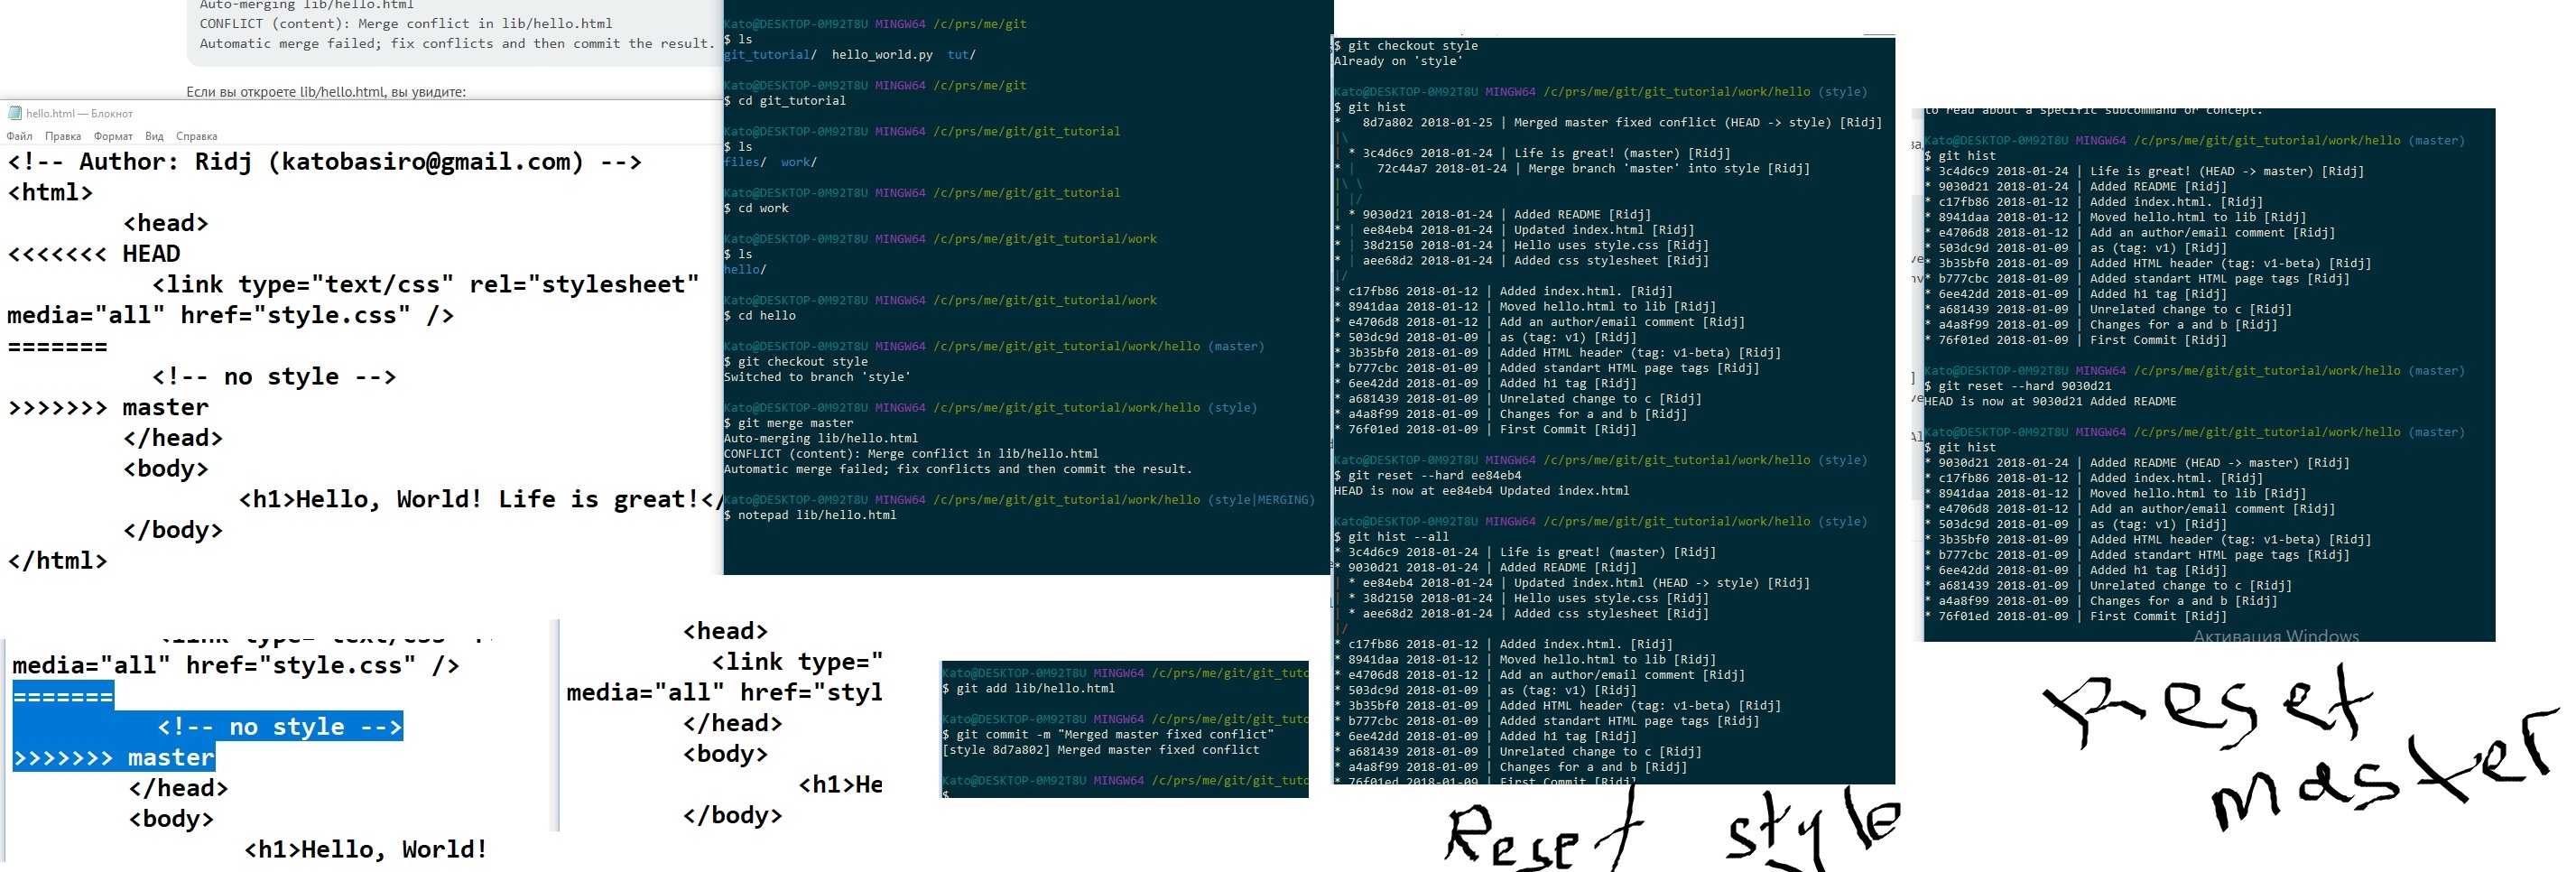 Auto-merging lib/hello.html
CONFLICT (content): Merge conflict in lib/hello.html
Automatic merge failed; fix conflicts and then commit the result.
Если вы откроете lib/hello.html, вы увидите:
hello.html — Блокнот
Файл Правка Формат Вид Справка
<!-- Author: Ridj (katobasiro@gmail.com) -->
<html>
<head>
<<<<<<< HEAD
<link type="text/css" rel="stylesheet"
media="all" href="style.css" />
=======
<!-- no style -->
>>>>>>> master
</head>
<body>
<h1>Hello, World! Life is great!</
</body>
</html>
media="all" href="style.css" />
=======
<!-- no style -->
>>>>>>> master
</head>
<body>
<h1>Hello, World!
<head>
<link type="
media="all" href="styl
</head>
<body>
<h1>He
</body>
Kato@DESKTOP-0M92T8U MINGW64 /c/prs/me/git
$ ls
git_tutorial/ hello_world.py tut/
Kato@DESKTOP-0M92T8U MINGW64 /c/prs/me/git
$ cd git_tutorial
Kato@DESKTOP-0M92T8U MINGW64 /c/prs/me/git/git_tutorial
$ ls
files/ work/
Kato@DESKTOP-0M92T8U MINGW64 /c/prs/me/git/git_tutorial
$ cd work
Kato@DESKTOP-0M92T8U MINGW64 /c/prs/me/git/git_tutorial/work
$ ls
hello/
Kato@DESKTOP-0M92T8U MINGW64 /c/prs/me/git/git_tutorial/work
$ cd hello
Kato@DESKTOP-0M92T8U MINGW64 /c/prs/me/git/git_tutorial/work/hello (master)
$ git checkout style
Switched to branch 'style'
Kato@DESKTOP-0M92T8U MINGW64 /c/prs/me/git/git_tutorial/work/hello (style)
$ git merge master
Auto-merging lib/hello.html
CONFLICT (content): Merge conflict in lib/hello.html
Automatic merge failed; fix conflicts and then commit the result.
Kato@DESKTOP-0M92T8U MINGW64 /c/prs/me/git/git_tutorial/work/hello (style|MERGING)
$ notepad lib/hello.html
Kato@DESKTOP-0M92T8U MINGW64 /c/prs/me/git/git_tuto
$ git add lib/hello.html
Kato@DESKTOP-0M92T8U MINGW64 /c/prs/me/git/git_tuto
$ git commit -m "Merged master fixed conflict"
[style 8d7a802] Merged master fixed conflict
Kato@DESKTOP-0M92T8U MINGW64 /c/prs/me/git/git_tuto
$
$ git checkout style
Already on 'style'
Kato@DESKTOP-0M92T8U MINGW64 /c/prs/me/git/git_tutorial/work/hello (style)
$ git hist
* 8d7a802 2018-01-25 | Merged master fixed conflict (HEAD -> style) [Ridj]
|\
| * 3c4d6c9 2018-01-24 | Life is great! (master) [Ridj]
* | 72c44a7 2018-01-24 | Merge branch 'master' into style [Ridj]
|\ \
| |/
| * 9030d21 2018-01-24 | Added README [Ridj]
* | ee84eb4 2018-01-24 | Updated index.html [Ridj]
* | 38d2150 2018-01-24 | Hello uses style.css [Ridj]
* | aee68d2 2018-01-24 | Added css stylesheet [Ridj]
|/
* c17fb86 2018-01-12 | Added index.html. [Ridj]
* 8941daa 2018-01-12 | Moved hello.html to lib [Ridj]
* e4706d8 2018-01-12 | Add an author/email comment [Ridj]
* 503dc9d 2018-01-09 | as (tag: v1) [Ridj]
* 3b35bf0 2018-01-09 | Added HTML header (tag: v1-beta) [Ridj]
* b777cbc 2018-01-09 | Added standart HTML page tags [Ridj]
* 6ee42dd 2018-01-09 | Added h1 tag [Ridj]
* a681439 2018-01-09 | Unrelated change to c [Ridj]
* a4a8f99 2018-01-09 | Changes for a and b [Ridj]
* 76f01ed 2018-01-09 | First Commit [Ridj]
Kato@DESKTOP-0M92T8U MINGW64 /c/prs/me/git/git_tutorial/work/hello (style)
$ git reset --hard ee84eb4
HEAD is now at ee84eb4 Updated index.html
Kato@DESKTOP-0M92T8U MINGW64 /c/prs/me/git/git_tutorial/work/hello (style)
$ git hist --all
* 3c4d6c9 2018-01-24 | Life is great! (master) [Ridj]
* 9030d21 2018-01-24 | Added README [Ridj]
| * ee84eb4 2018-01-24 | Updated index.html (HEAD -> style) [Ridj]
| * 38d2150 2018-01-24 | Hello uses style.css [Ridj]
| * aee68d2 2018-01-24 | Added css stylesheet [Ridj]
|/
* c17fb86 2018-01-12 | Added index.html. [Ridj]
* 8941daa 2018-01-12 | Moved hello.html to lib [Ridj]
* e4706d8 2018-01-12 | Add an author/email comment [Ridj]
* 503dc9d 2018-01-09 | as (tag: v1) [Ridj]
* 3b35bf0 2018-01-09 | Added HTML header (tag: v1-beta) [Ridj]
* b777cbc 2018-01-09 | Added standart HTML page tags [Ridj]
* 6ee42dd 2018-01-09 | Added h1 tag [Ridj]
* a681439 2018-01-09 | Unrelated change to c [Ridj]
* a4a8f99 2018-01-09 | Changes for a and b [Ridj]
* 76f01ed 2018-01-09 | First Commit [Ridj]
Reset style
to read about a specific subcommand or concept.
Kato@DESKTOP-0M92T8U MINGW64 /c/prs/me/git/git_tutorial/work/hello (master)
$ git hist
* 3c4d6c9 2018-01-24 | Life is great! (HEAD -> master) [Ridj]
* 9030d21 2018-01-24 | Added README [Ridj]
* c17fb86 2018-01-12 | Added index.html. [Ridj]
* 8941daa 2018-01-12 | Moved hello.html to lib [Ridj]
* e4706d8 2018-01-12 | Add an author/email comment [Ridj]
* 503dc9d 2018-01-09 | as (tag: v1) [Ridj]
* 3b35bf0 2018-01-09 | Added HTML header (tag: v1-beta) [Ridj]
* b777cbc 2018-01-09 | Added standart HTML page tags [Ridj]
* 6ee42dd 2018-01-09 | Added h1 tag [Ridj]
* a681439 2018-01-09 | Unrelated change to c [Ridj]
* a4a8f99 2018-01-09 | Changes for a and b [Ridj]
* 76f01ed 2018-01-09 | First Commit [Ridj]
Kato@DESKTOP-0M92T8U MINGW64 /c/prs/me/git/git_tutorial/work/hello (master)
$ git reset --hard 9030d21
HEAD is now at 9030d21 Added README
Kato@DESKTOP-0M92T8U MINGW64 /c/prs/me/git/git_tutorial/work/hello (master)
$ git hist
* 9030d21 2018-01-24 | Added README (HEAD -> master) [Ridj]
* c17fb86 2018-01-12 | Added index.html. [Ridj]
* 8941daa 2018-01-12 | Moved hello.html to lib [Ridj]
* e4706d8 2018-01-12 | Add an author/email comment [Ridj]
* 503dc9d 2018-01-09 | as (tag: v1) [Ridj]
* 3b35bf0 2018-01-09 | Added HTML header (tag: v1-beta) [Ridj]
* b777cbc 2018-01-09 | Added standart HTML page tags [Ridj]
* 6ee42dd 2018-01-09 | Added h1 tag [Ridj]
* a681439 2018-01-09 | Unrelated change to c [Ridj]
* a4a8f99 2018-01-09 | Changes for a and b [Ridj]
* 76f01ed 2018-01-09 | First Commit [Ridj]
Активация Windows
Reset
master